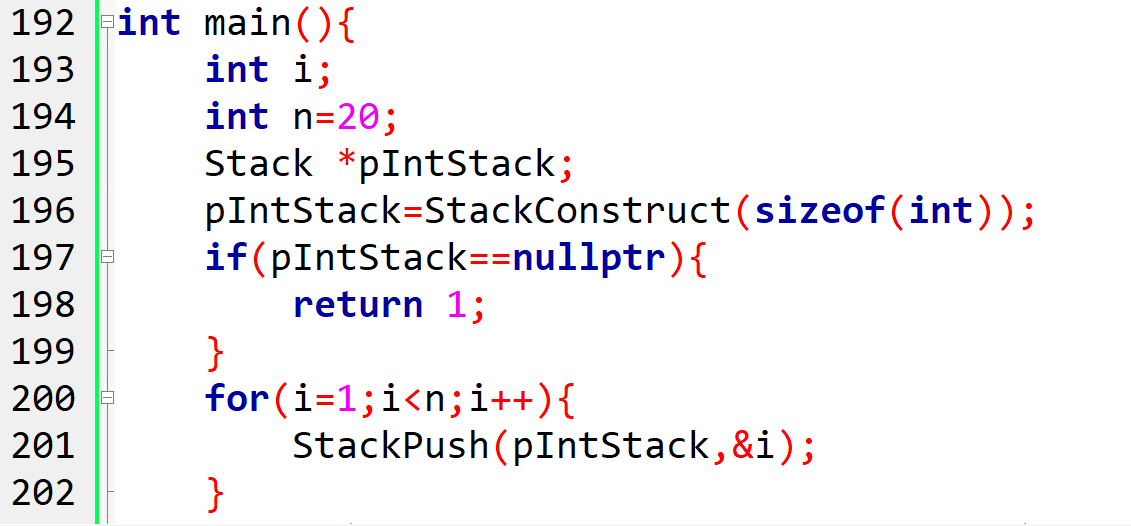 192 int main(){
193     int i;
194     int n=20;
195     Stack *pIntStack;
196     pIntStack=StackConstruct(sizeof(int));
197     if(pIntStack==nullptr){
198         return 1;
199     }
200     for(i=1;i<n;i++){
201         StackPush(pIntStack,&i);
202     }